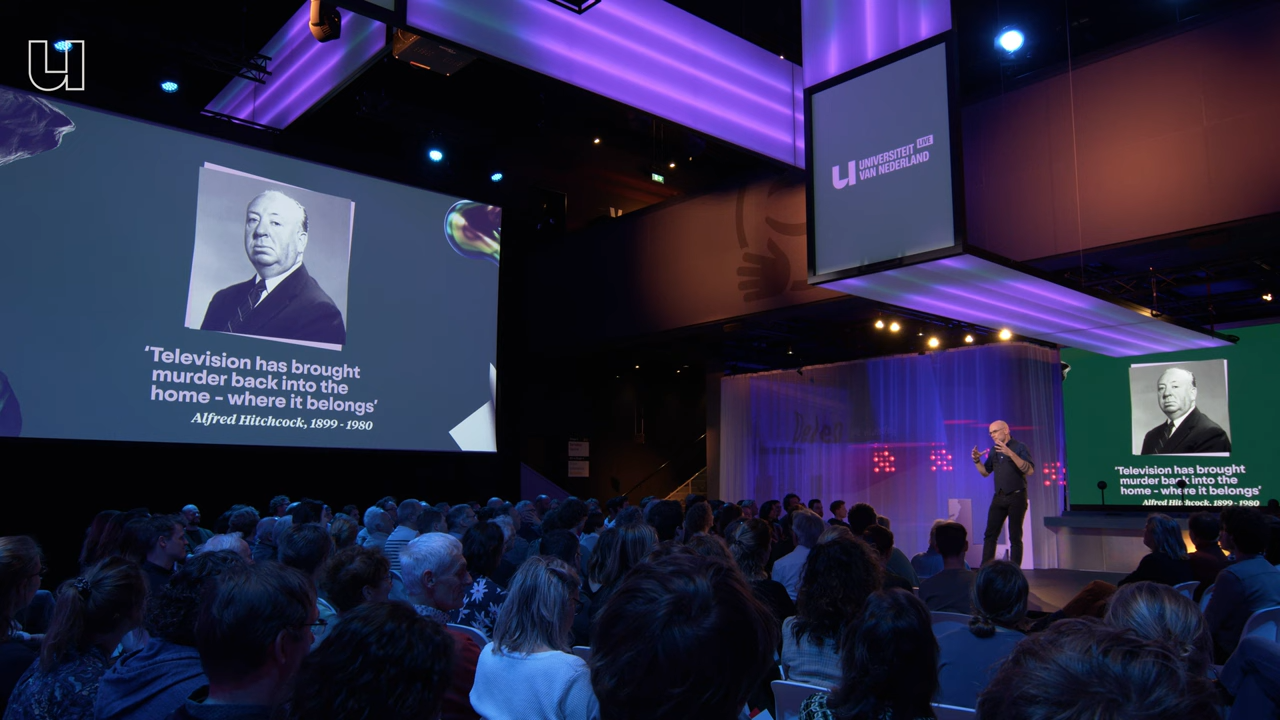 ‘Television has brought
murder back into the
home - where it belongs’
Alfred Hitchcock, 1899 - 1980
UNIVERSITEIT LIVE
VAN NEDERLAND
‘Television has brought
murder back into the
home - where it belongs’
Alfred Hitchcock, 1899 - 1980